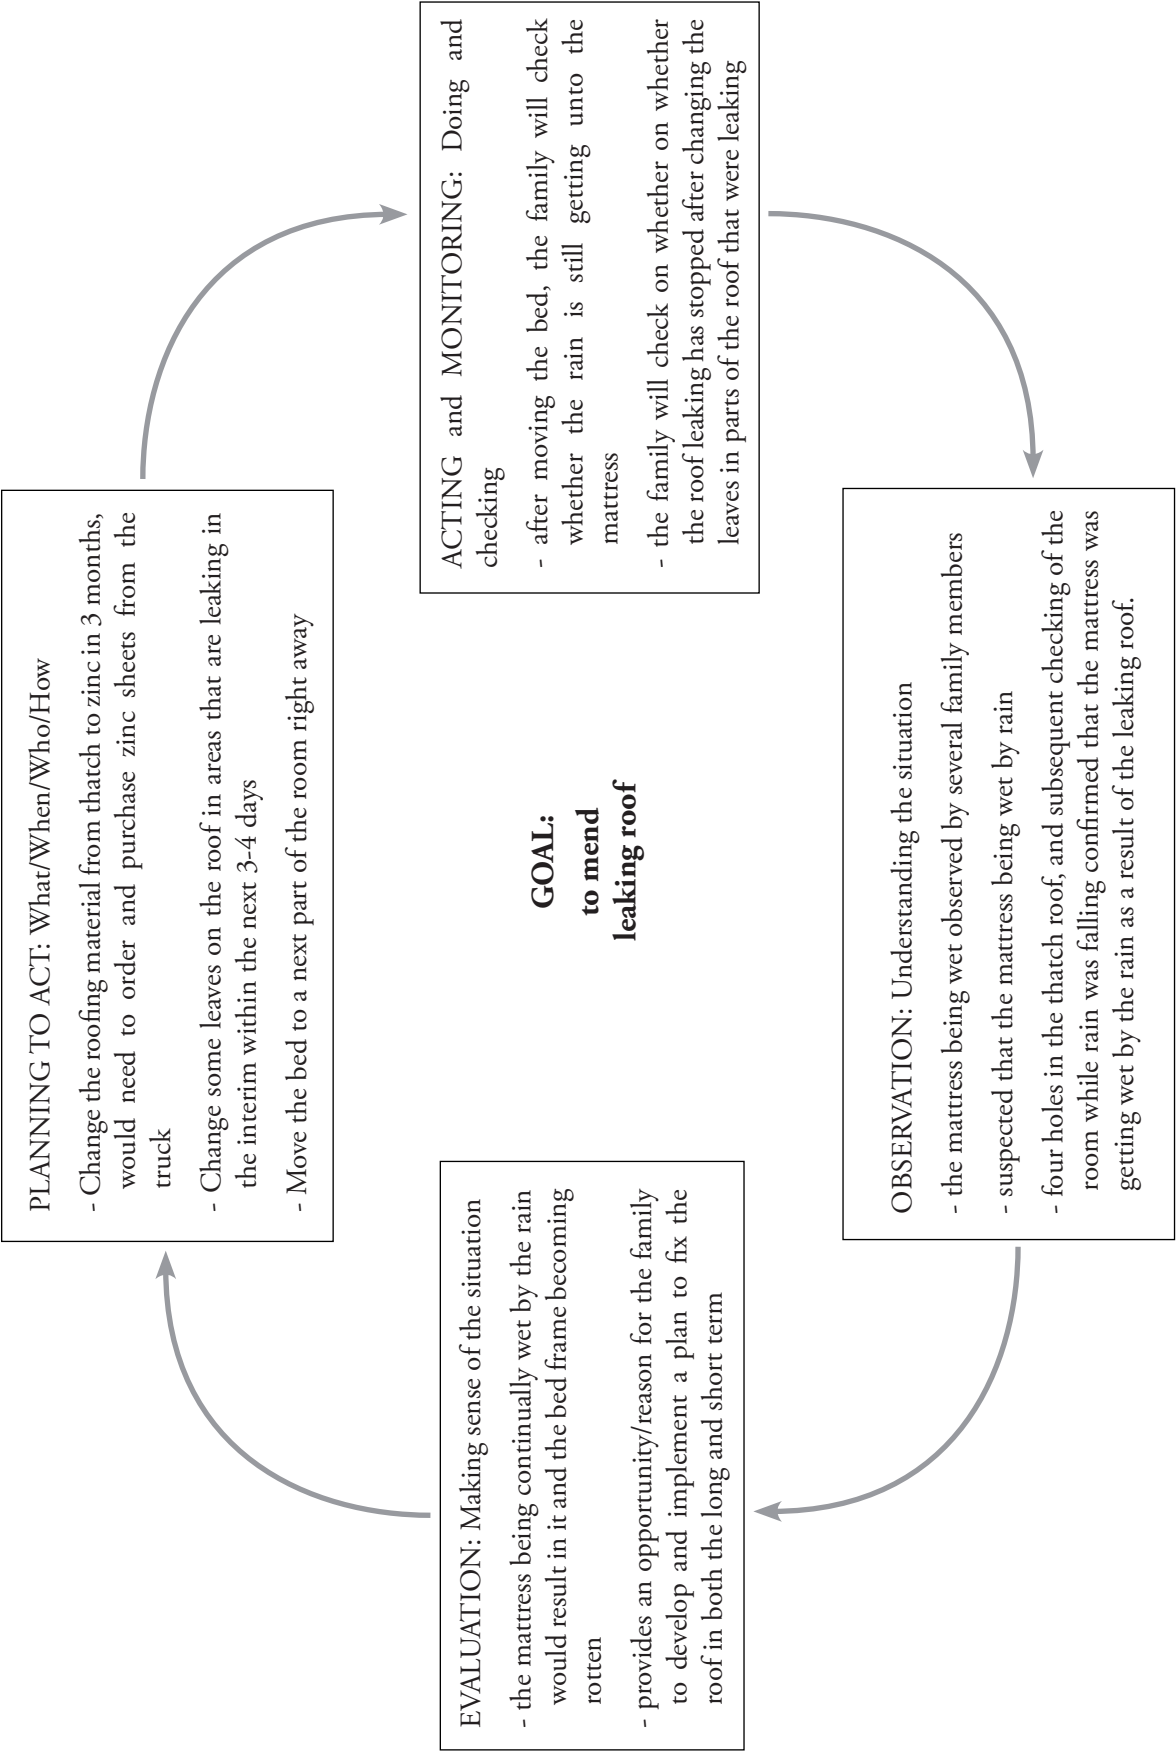 PLANNING TO ACT: What/When/Who/How
- Change the roofing material from thatch to zinc in 3 months,
would need to order and purchase zinc sheets from the
truck
- Change some leaves on the roof in areas that are leaking in
the interim within the next 3-4 days
- Move the bed to a next part of the room right away
ACTING and MONITORING: Doing and
checking
- after moving the bed, the family will check
whether the rain is still getting unto the
mattress
- the family will check on whether on whether
the roof leaking has stopped after changing the
leaves in parts of the roof that were leaking
OBSERVATION: Understanding the situation
- the mattress being wet observed by several family members
- suspected that the mattress being wet by rain
- four holes in the thatch roof, and subsequent checking of the
room while rain was falling confirmed that the mattress was
getting wet by the rain as a result of the leaking roof.
EVALUATION: Making sense of the situation
- the mattress being continually wet by the rain
would result in it and the bed frame becoming
rotten
- provides an opportunity/reason for the family
to develop and implement a plan to fix the
roof in both the long and short term
GOAL:
to mend
leaking roof